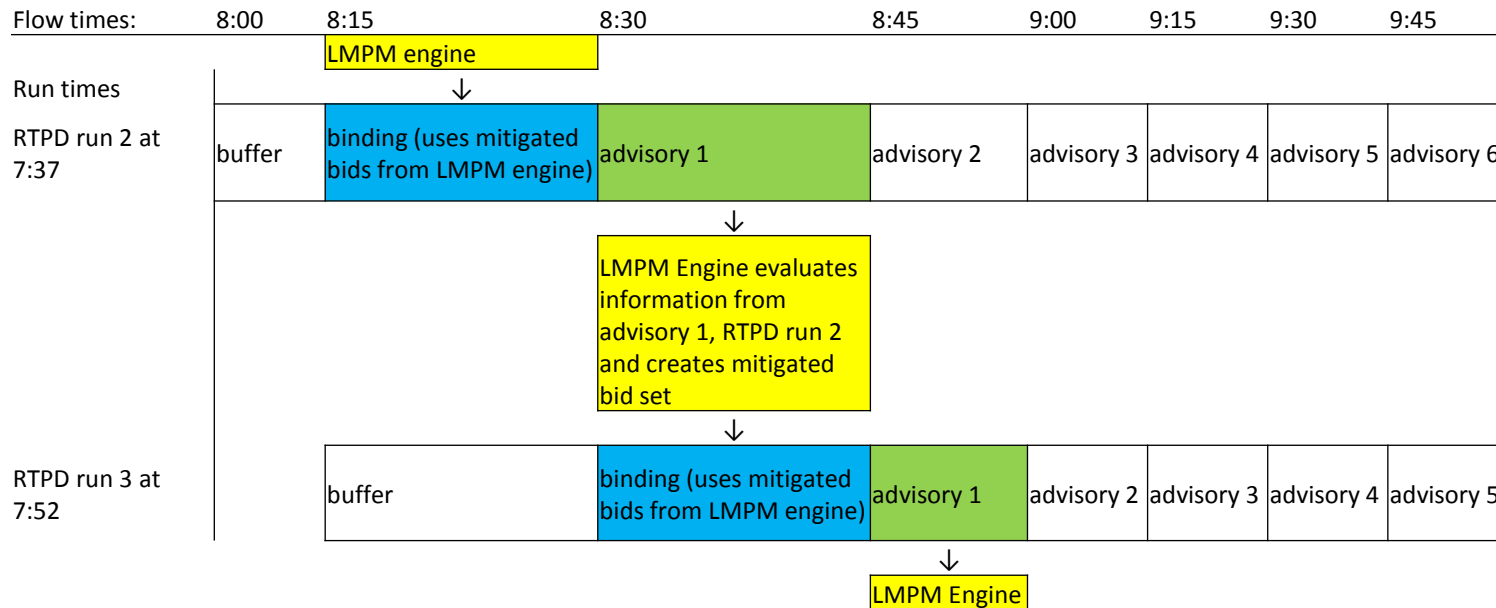 Flow times: 8:00 8:15 8:30 8:45 9:00 9:15 9:30 9:45
LMPM engine
↓
Run times
RTPD run 2 at
7:37
buffer
binding (uses mitigated
bids from LMPM engine)
advisory 1
advisory 2
advisory 3
advisory 4
advisory 5
advisory 6
↓
LMPM Engine evaluates
information from
advisory 1, RTPD run 2
and creates mitigated
bid set
↓
RTPD run 3 at
7:52
buffer
binding (uses mitigated
bids from LMPM engine)
advisory 1
advisory 2
advisory 3
advisory 4
advisory 5
↓
LMPM Engine